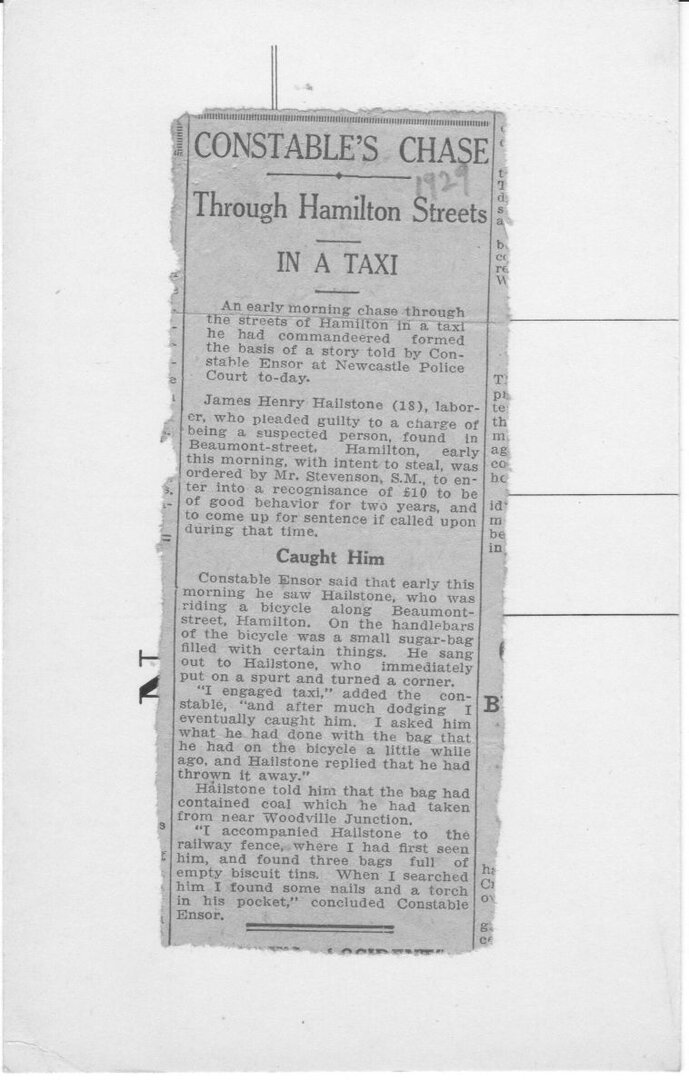 CONSTABLE'S CHASE
1929
Through Hamilton Streets
IN A TAXI
An early morning chase through
the streets of Hamilton in a taxi
he had commandeered formed
the basis of a story told by Con-
stable Ensor at Newcastle Police
Court to-day.
James Henry Hailstone (18), labor-
er, who pleaded guilty to a charge of
being a suspected person, found in
Beaumont-street, Hamilton, early
this morning, with intent to steal, was
ordered by Mr. Stevenson, S.M., to en-
ter into a recognisance of £10 to be
of good behavior for two years, and
to come up for sentence if called upon
during that time.
Caught Him
Constable Ensor said that early this
morning he saw Hailstone, who was
riding a bicycle along Beaumont-
street, Hamilton. On the handlebars
of the bicycle was a small sugar-bag
filled with certain things. He sang
out to Hailstone, who immediately
put on a spurt and turned a corner.
"I engaged taxi," added the con-
stable, "and after much dodging I
eventually caught him. I asked him
what he had done with the bag that
he had on the bicycle a little while
ago, and Hailstone replied that he had
thrown it away."
Hailstone told him that the bag had
contained coal which he had taken
from near Woodville Junction.
"I accompanied Hailstone to the
railway fence, where I had first seen
him, and found three bags full of
empty biscuit tins. When I searched
him I found some nails and a torch
in his pocket," concluded Constable
Ensor.